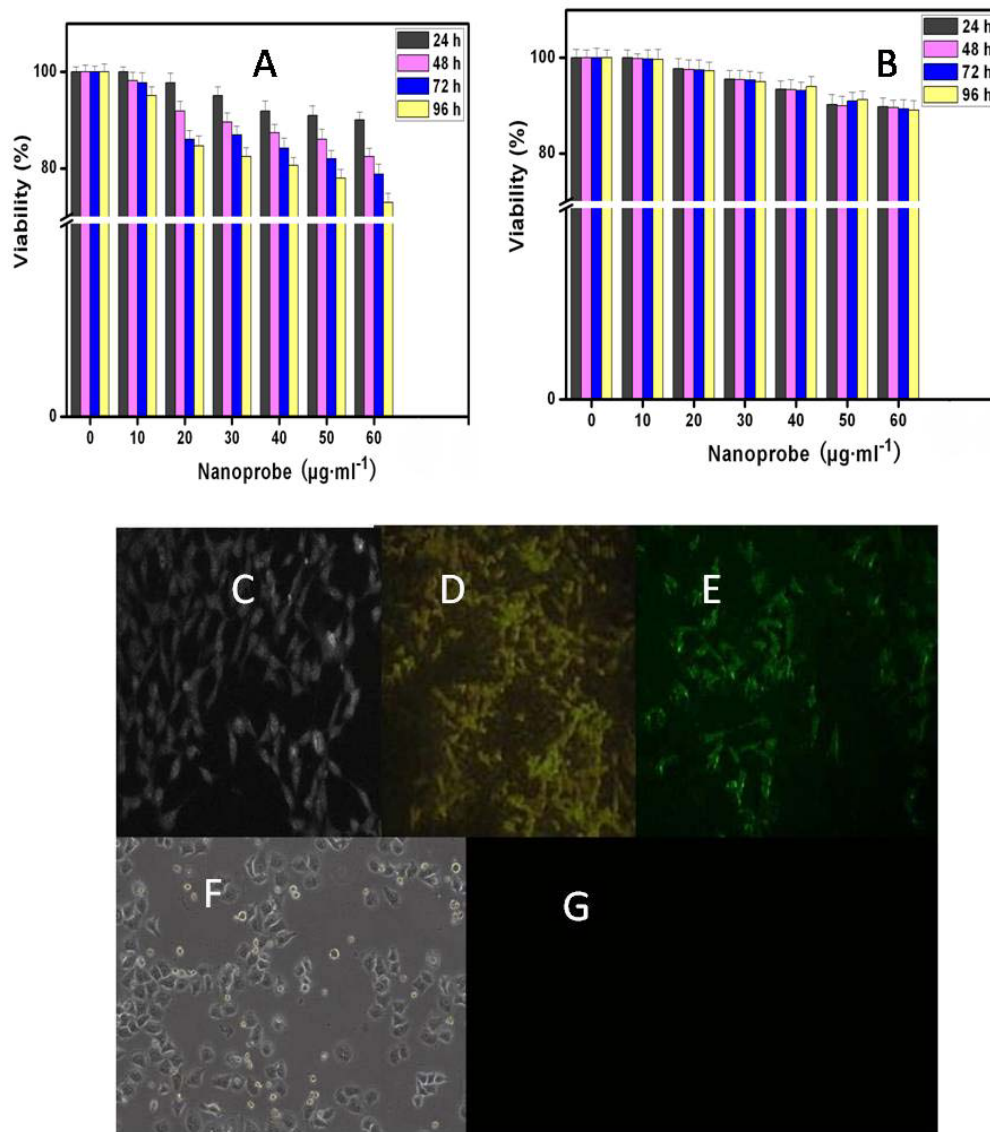 A
24 h
48 h
72 h
96 h
100
80
0
Viability (%)
0 10 20 30 40 50 60
Nanoprobe (µg·ml⁻¹)
B
24 h
48 h
72 h
96 h
100
80
0
Viability (%)
0 10 20 30 40 50 60
Nanoprobe (µg·ml⁻¹)
C
D
E
F
G